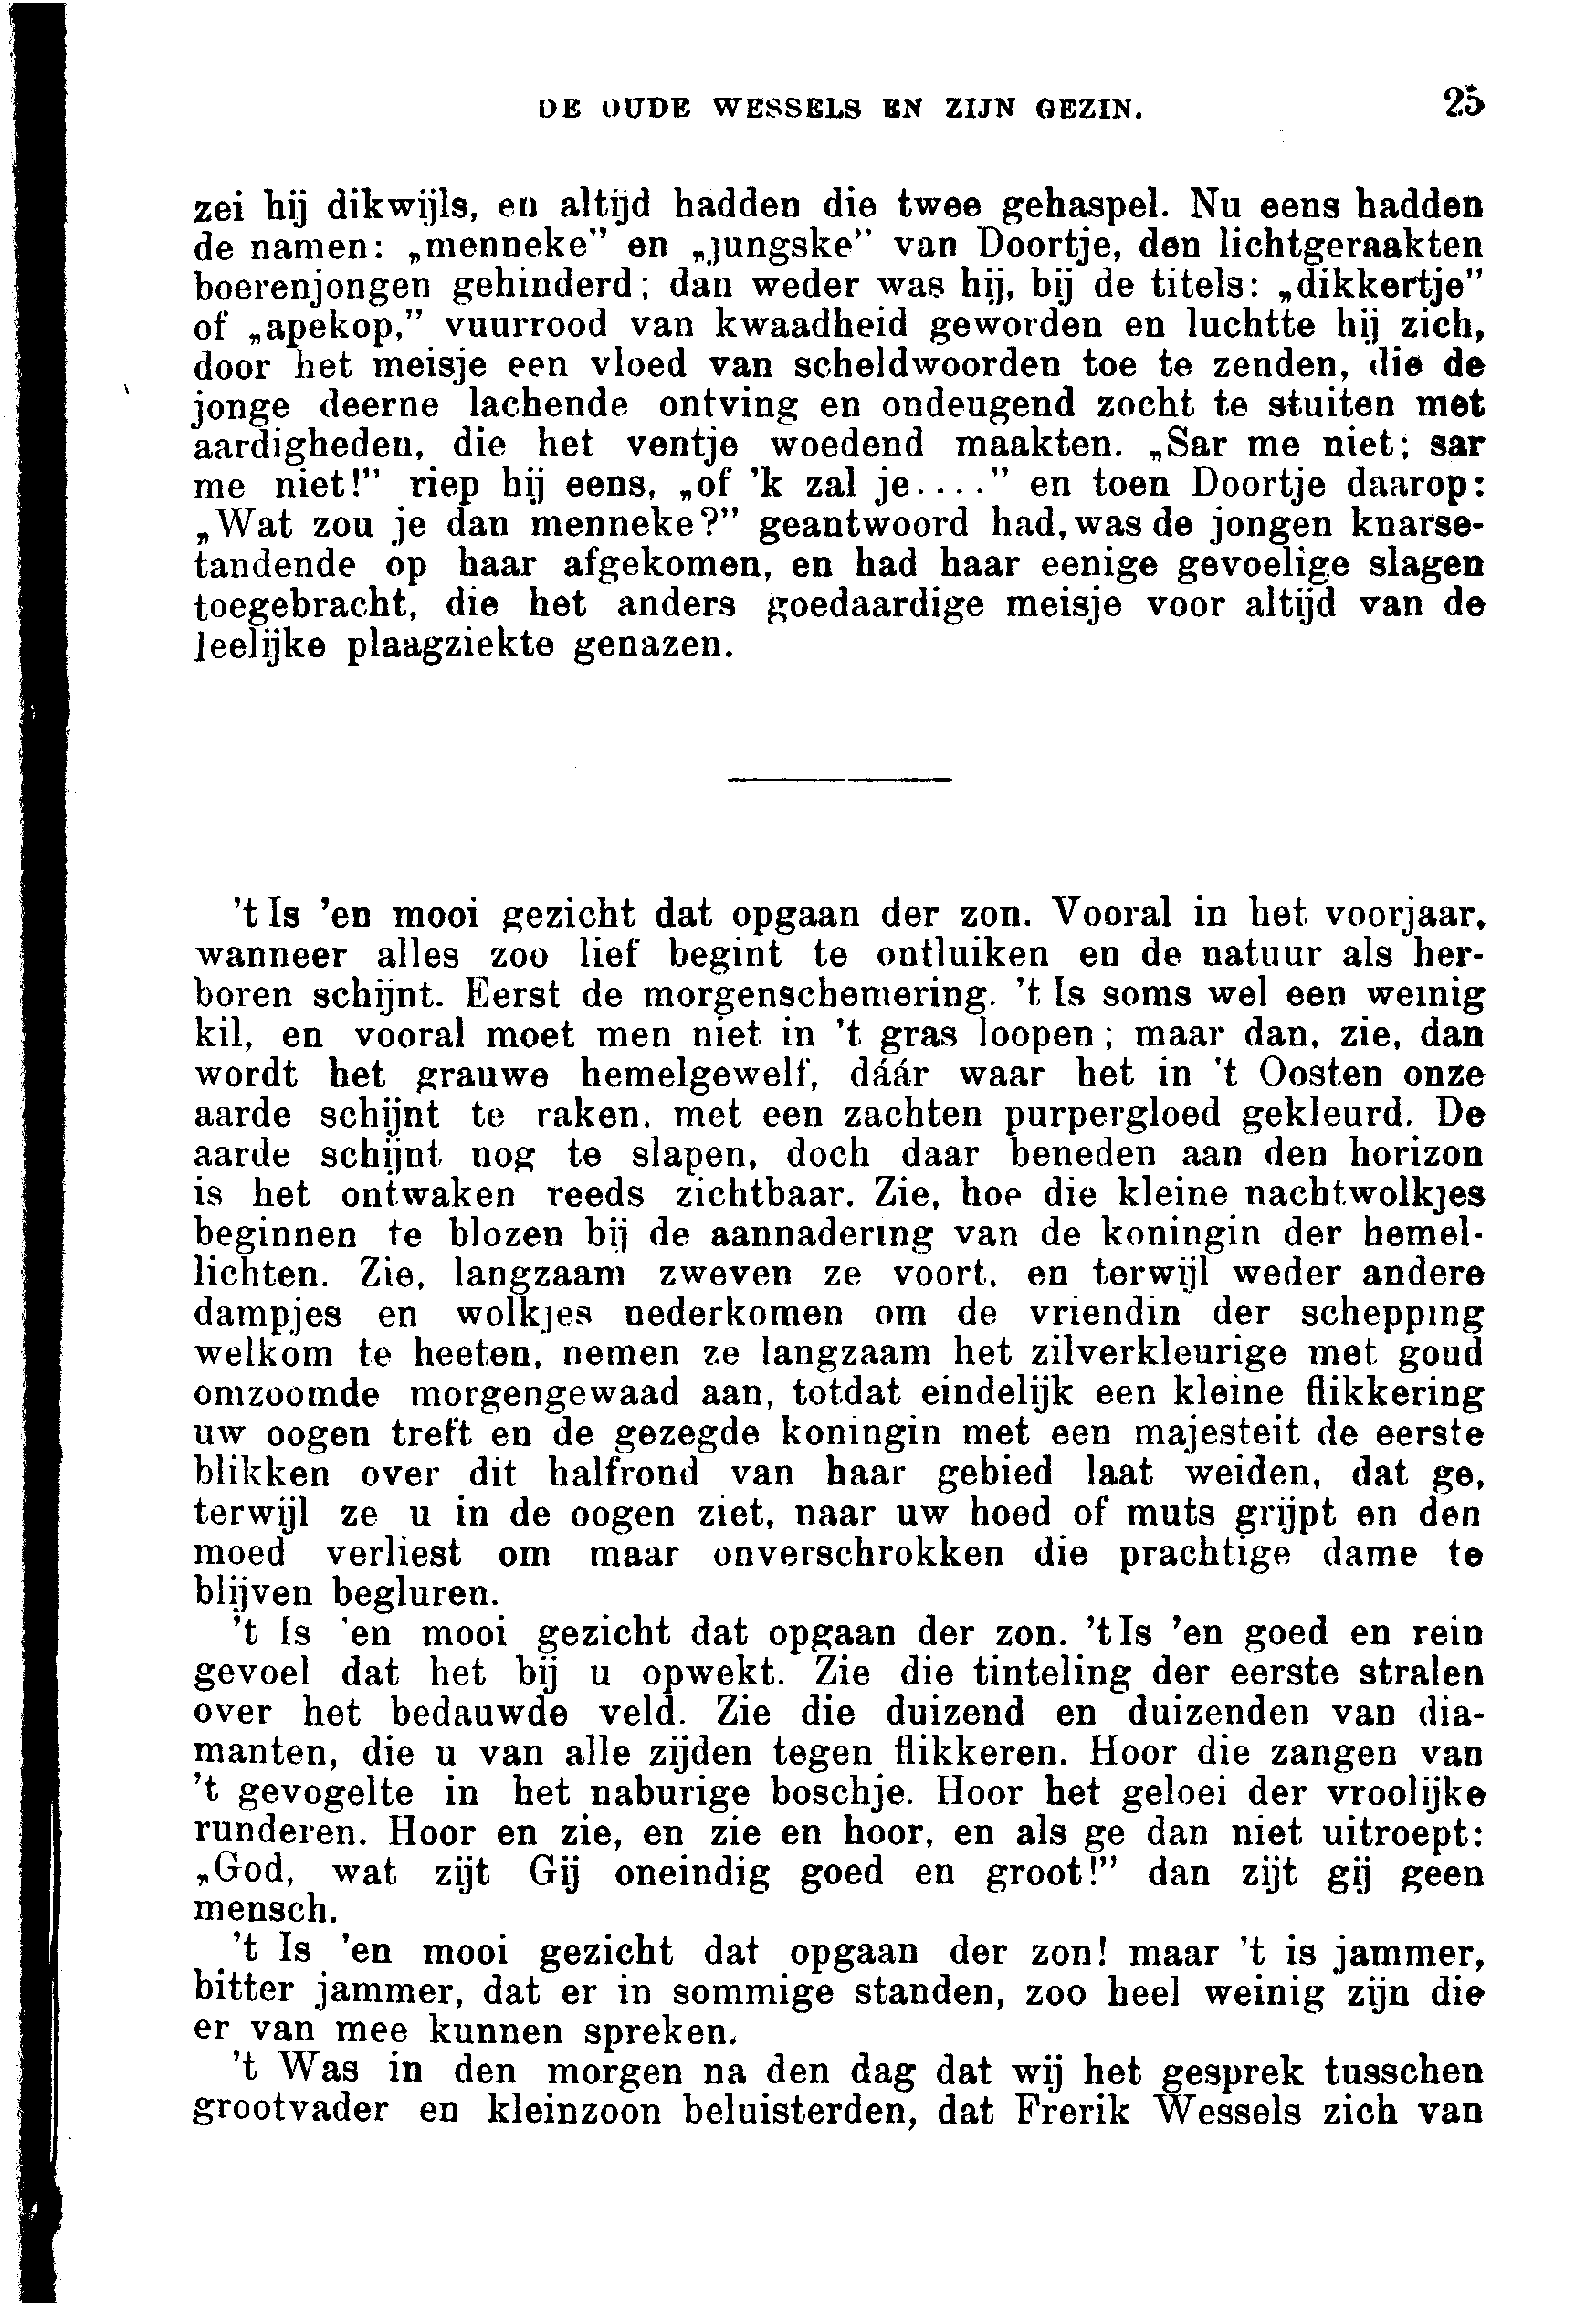 DE OUDE WESSELS EN ZIJN GEZIN. 25
zei hij dikwijls, en altijd hadden die twee gehaspel. Nu eens hadden
de namen: „menneke” en „jungske” van Doortje, den lichtgeraakten
boerenjongen gehinderd; dan weder was hij, bij de titels: „dikkertje”
of „apekop,” vuurrood van kwaadheid geworden en luchtte hij zich,
door het meisje een vloed van scheldwoorden toe te zenden, die de
jonge deerne lachende ontving en ondeugend zocht te stuiten met
aardigheden, die het ventje woedend maakten. „Sar me niet; sar
me niet!” riep hij eens, „of ’k zal je....” en toen Doortje daarop:
„Wat zou je dan menneke?” geantwoord had, was de jongen knarse-
tandende op haar afgekomen, en had haar eenige gevoelige slagen
toegebracht, die het anders goedaardige meisje voor altijd van de
leelijke plaagziekte genazen.
’t Is ’en mooi gezicht dat opgaan der zon. Vooral in het voorjaar,
wanneer alles zoo lief begint te ontluiken en de natuur als her-
boren schijnt. Eerst de morgenschemering. ’t Is soms wel een weinig
kil, en vooral moet men niet in ’t gras loopen; maar dan, zie, dan
wordt het grauwe hemelgewelf, dáár waar het in ’t Oosten onze
aarde schijnt te raken, met een zachten purpergloed gekleurd. De
aarde schijnt nog te slapen, doch daar beneden aan den horizon
is het ontwaken reeds zichtbaar. Zie, hoe die kleine nachtwolkjes
beginnen te blozen bij de aannadering van de koningin der hemel-
lichten. Zie, langzaam zweven ze voort, en terwijl weder andere
dampjes en wolkjes nederkomen om de vriendin der schepping
welkom te heeten, nemen ze langzaam het zilverkleurige met goud
omzoomde morgengewaad aan, totdat eindelijk een kleine flikkering
uw oogen treft en de gezegde koningin met een majesteit de eerste
blikken over dit halfrond van haar gebied laat weiden, dat ge,
terwijl ze u in de oogen ziet, naar uw hoed of muts grijpt en den
moed verliest om maar onverschrokken die prachtige dame te
blijven begluren.
’t Is ’en mooi gezicht dat opgaan der zon. ’t Is ’en goed en rein
gevoel dat het bij u opwekt. Zie die tinteling der eerste stralen
over het bedauwde veld. Zie die duizend en duizenden van dia-
manten, die u van alle zijden tegen flikkeren. Hoor die zangen van
’t gevogelte in het naburige boschje. Hoor het geloei der vroolijke
runderen. Hoor en zie, en zie en hoor, en als ge dan niet uitroept:
„God, wat zijt Gij oneindig goed en groot!” dan zijt gij geen
mensch.
’t Is ’en mooi gezicht dat opgaan der zon! maar ’t is jammer,
bitter jammer, dat er in sommige standen, zoo heel weinig zijn die
er van mee kunnen spreken.
’t Was in den morgen na den dag dat wij het gesprek tusschen
grootvader en kleinzoon beluisterden, dat Frerik Wessels zich van